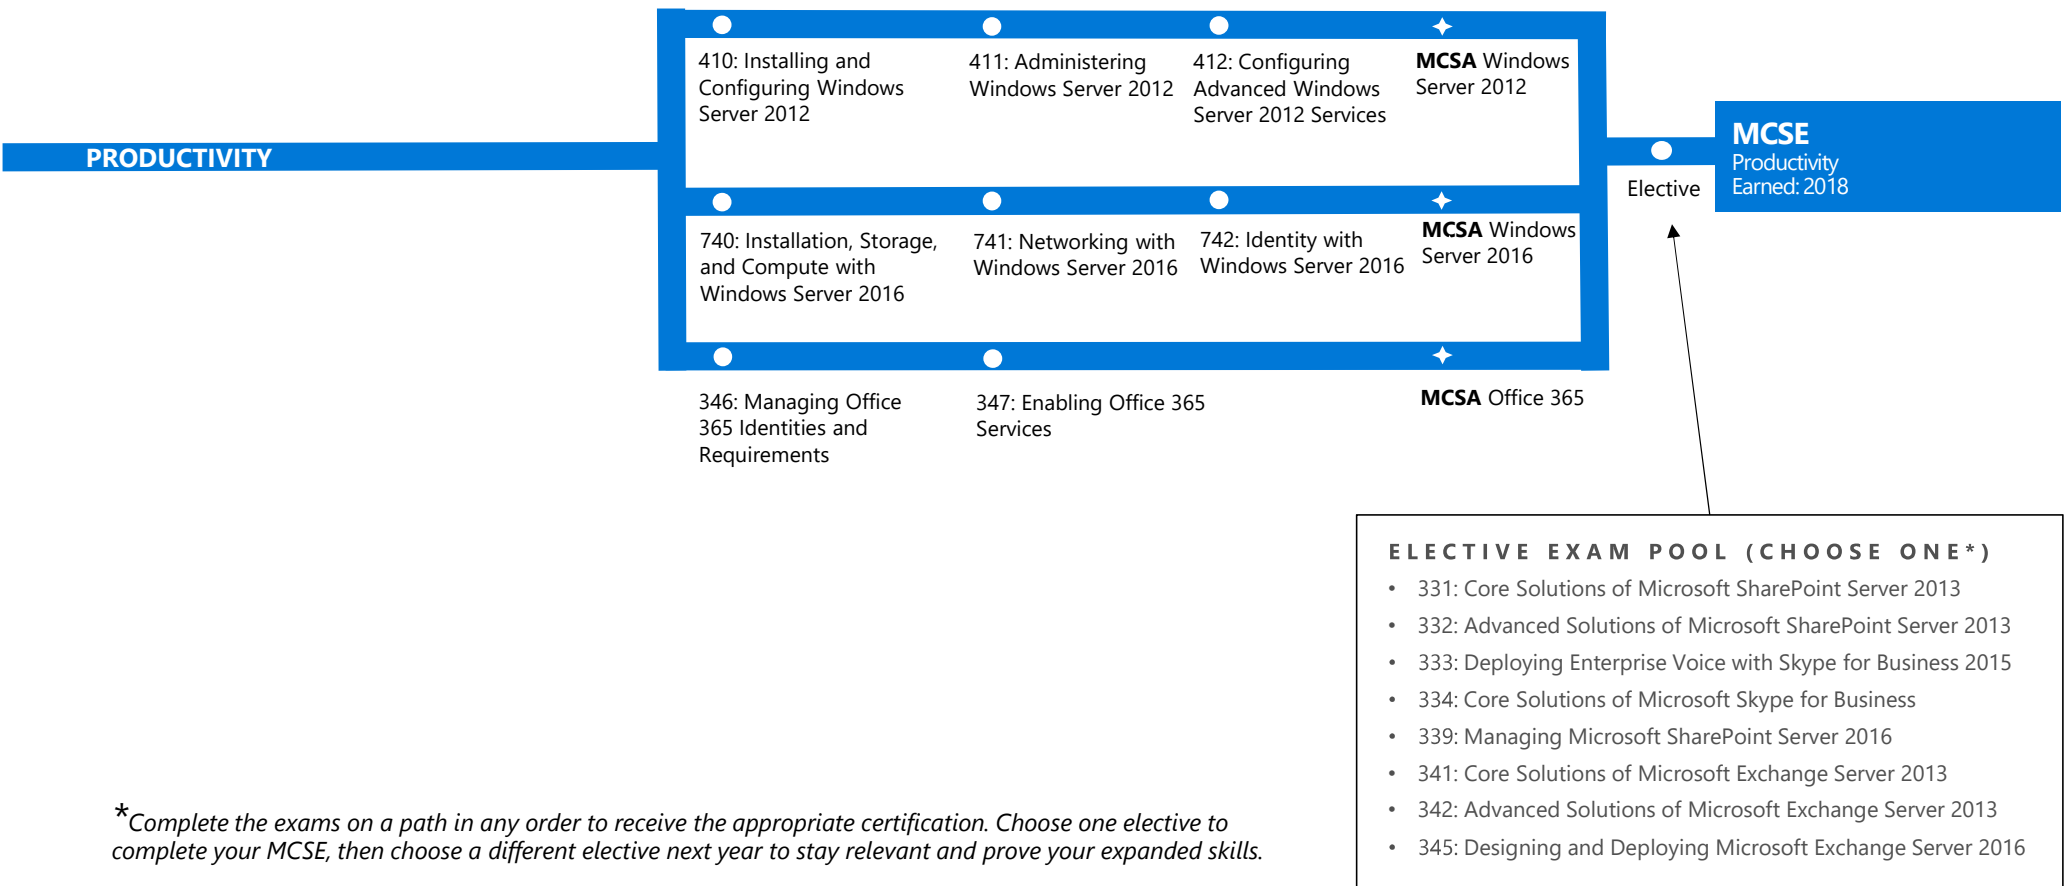 PRODUCTIVITY
410: Installing and
Configuring Windows
Server 2012
411: Administering
Windows Server 2012
412: Configuring
Advanced Windows
Server 2012 Services
MCSA Windows
Server 2012
740: Installation, Storage,
and Compute with
Windows Server 2016
741: Networking with
Windows Server 2016
742: Identity with
Windows Server 2016
MCSA Windows
Server 2016
346: Managing Office
365 Identities and
Requirements
347: Enabling Office 365
Services
MCSA Office 365
Elective
MCSE
Productivity
Earned: 2018
ELECTIVE EXAM POOL (CHOOSE ONE*)
• 331: Core Solutions of Microsoft SharePoint Server 2013
• 332: Advanced Solutions of Microsoft SharePoint Server 2013
• 333: Deploying Enterprise Voice with Skype for Business 2015
• 334: Core Solutions of Microsoft Skype for Business
• 339: Managing Microsoft SharePoint Server 2016
• 341: Core Solutions of Microsoft Exchange Server 2013
• 342: Advanced Solutions of Microsoft Exchange Server 2013
• 345: Designing and Deploying Microsoft Exchange Server 2016
*Complete the exams on a path in any order to receive the appropriate certification. Choose one elective to
complete your MCSE, then choose a different elective next year to stay relevant and prove your expanded skills.